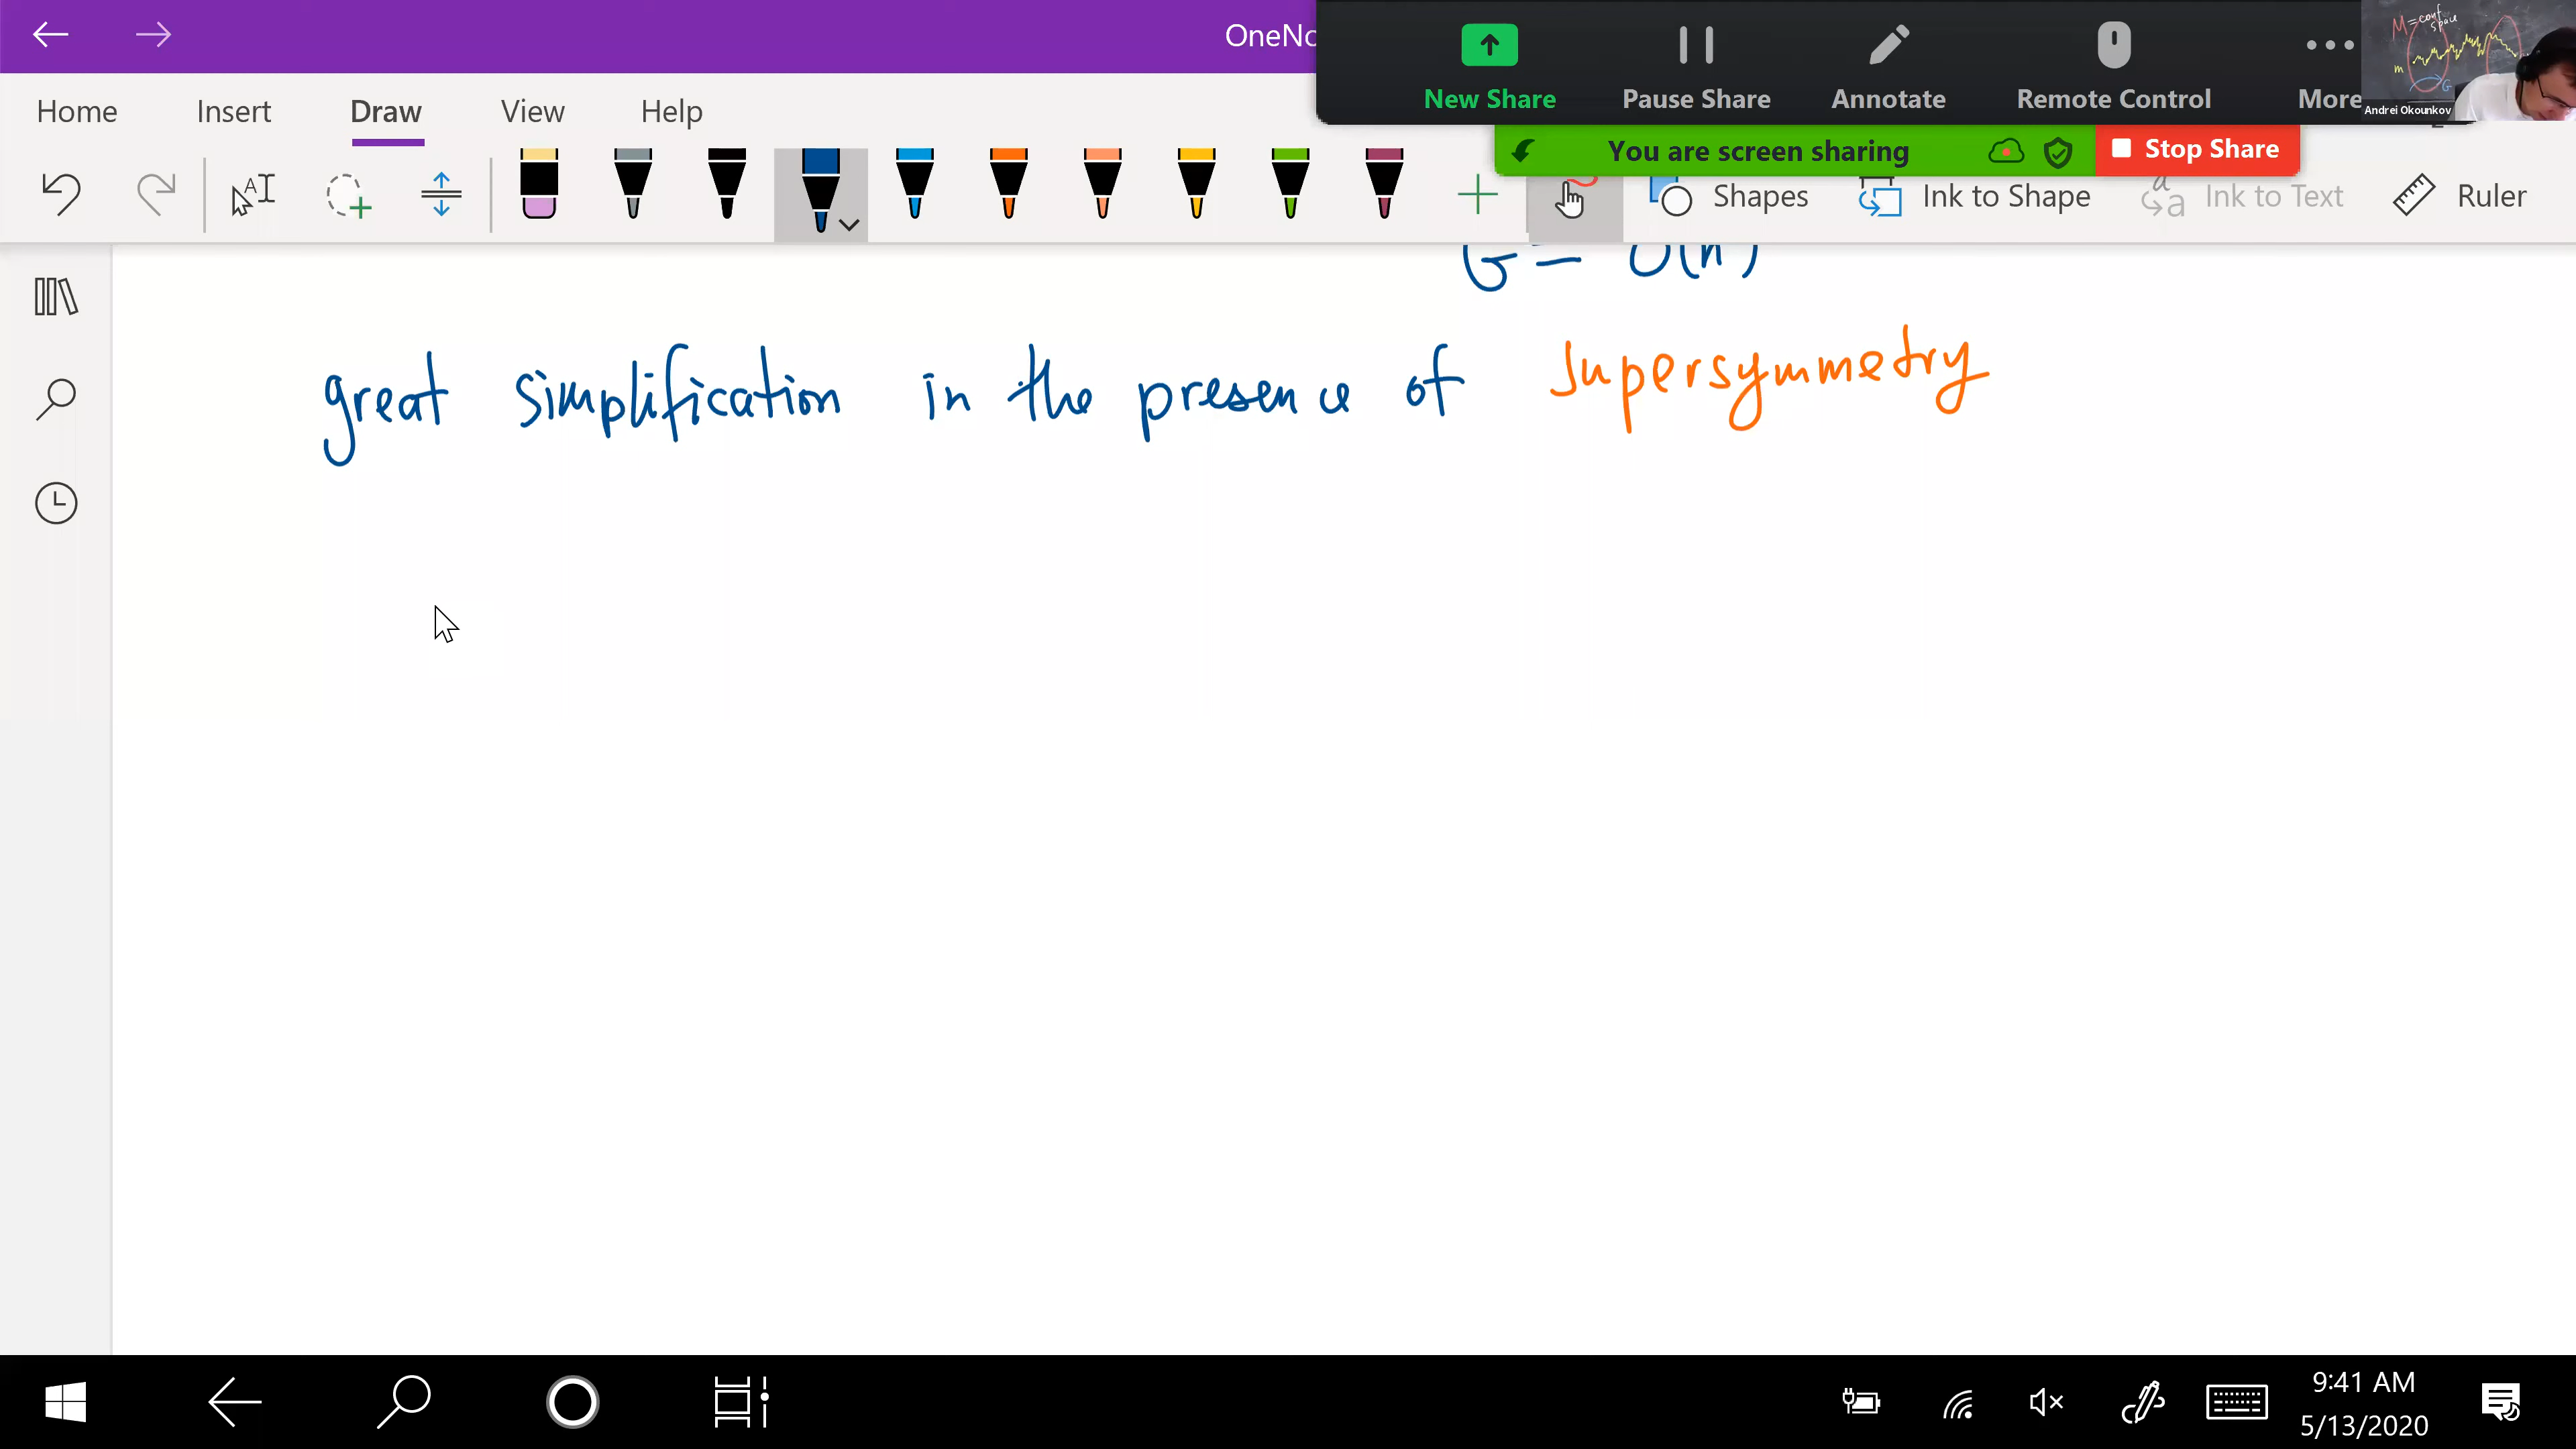 OneNo
New Share
Pause Share
Annotate
Remote Control
More
M = conf space
m
G
Andrei Okounkov
You are screen sharing
Stop Share
Home Insert Draw View Help
Shapes
Ink to Shape
Ink to Text
Ruler
G = U(n)
great simplification in the presence of supersymmetry
9:41 AM
5/13/2020